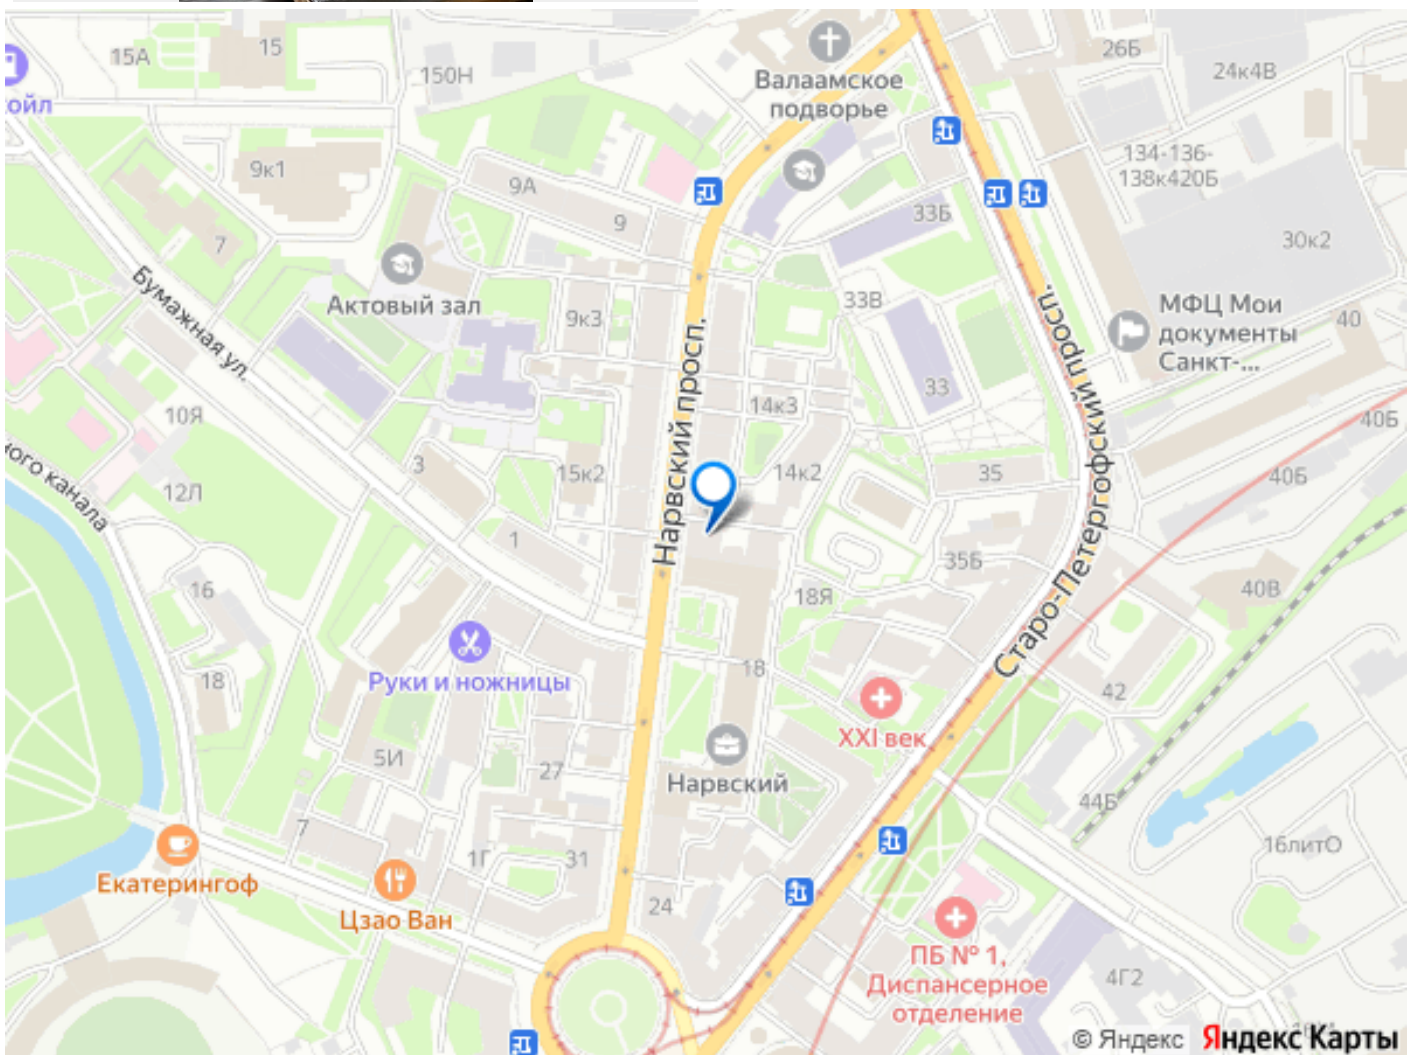 15А
15
150Н
ойл
Валаамское
подворье
26Б
24к4В
134-136-
138к420Б
9к1
9А
9
7
33Б
30к2
Бумажная ул.
Актовый зал
9к3
Нарвский просп.
33В
Старо-Петергофский просп.
МФЦ Мои
документы
Санкт-...
40
10Я
14к3
33
40Б
ого канала
3
12Л
15к2
14к2
35
40Б
1
35Б
16
18Я
40В
Руки и ножницы
18
18
42
XXI век
5И
27
Нарвский
44Б
7
1Г
31
16литО
Екатерингоф
Цзао Ван
24
ПБ № 1,
Диспансерное
отделение
4Г2
© Яндекс Яндекс Карты